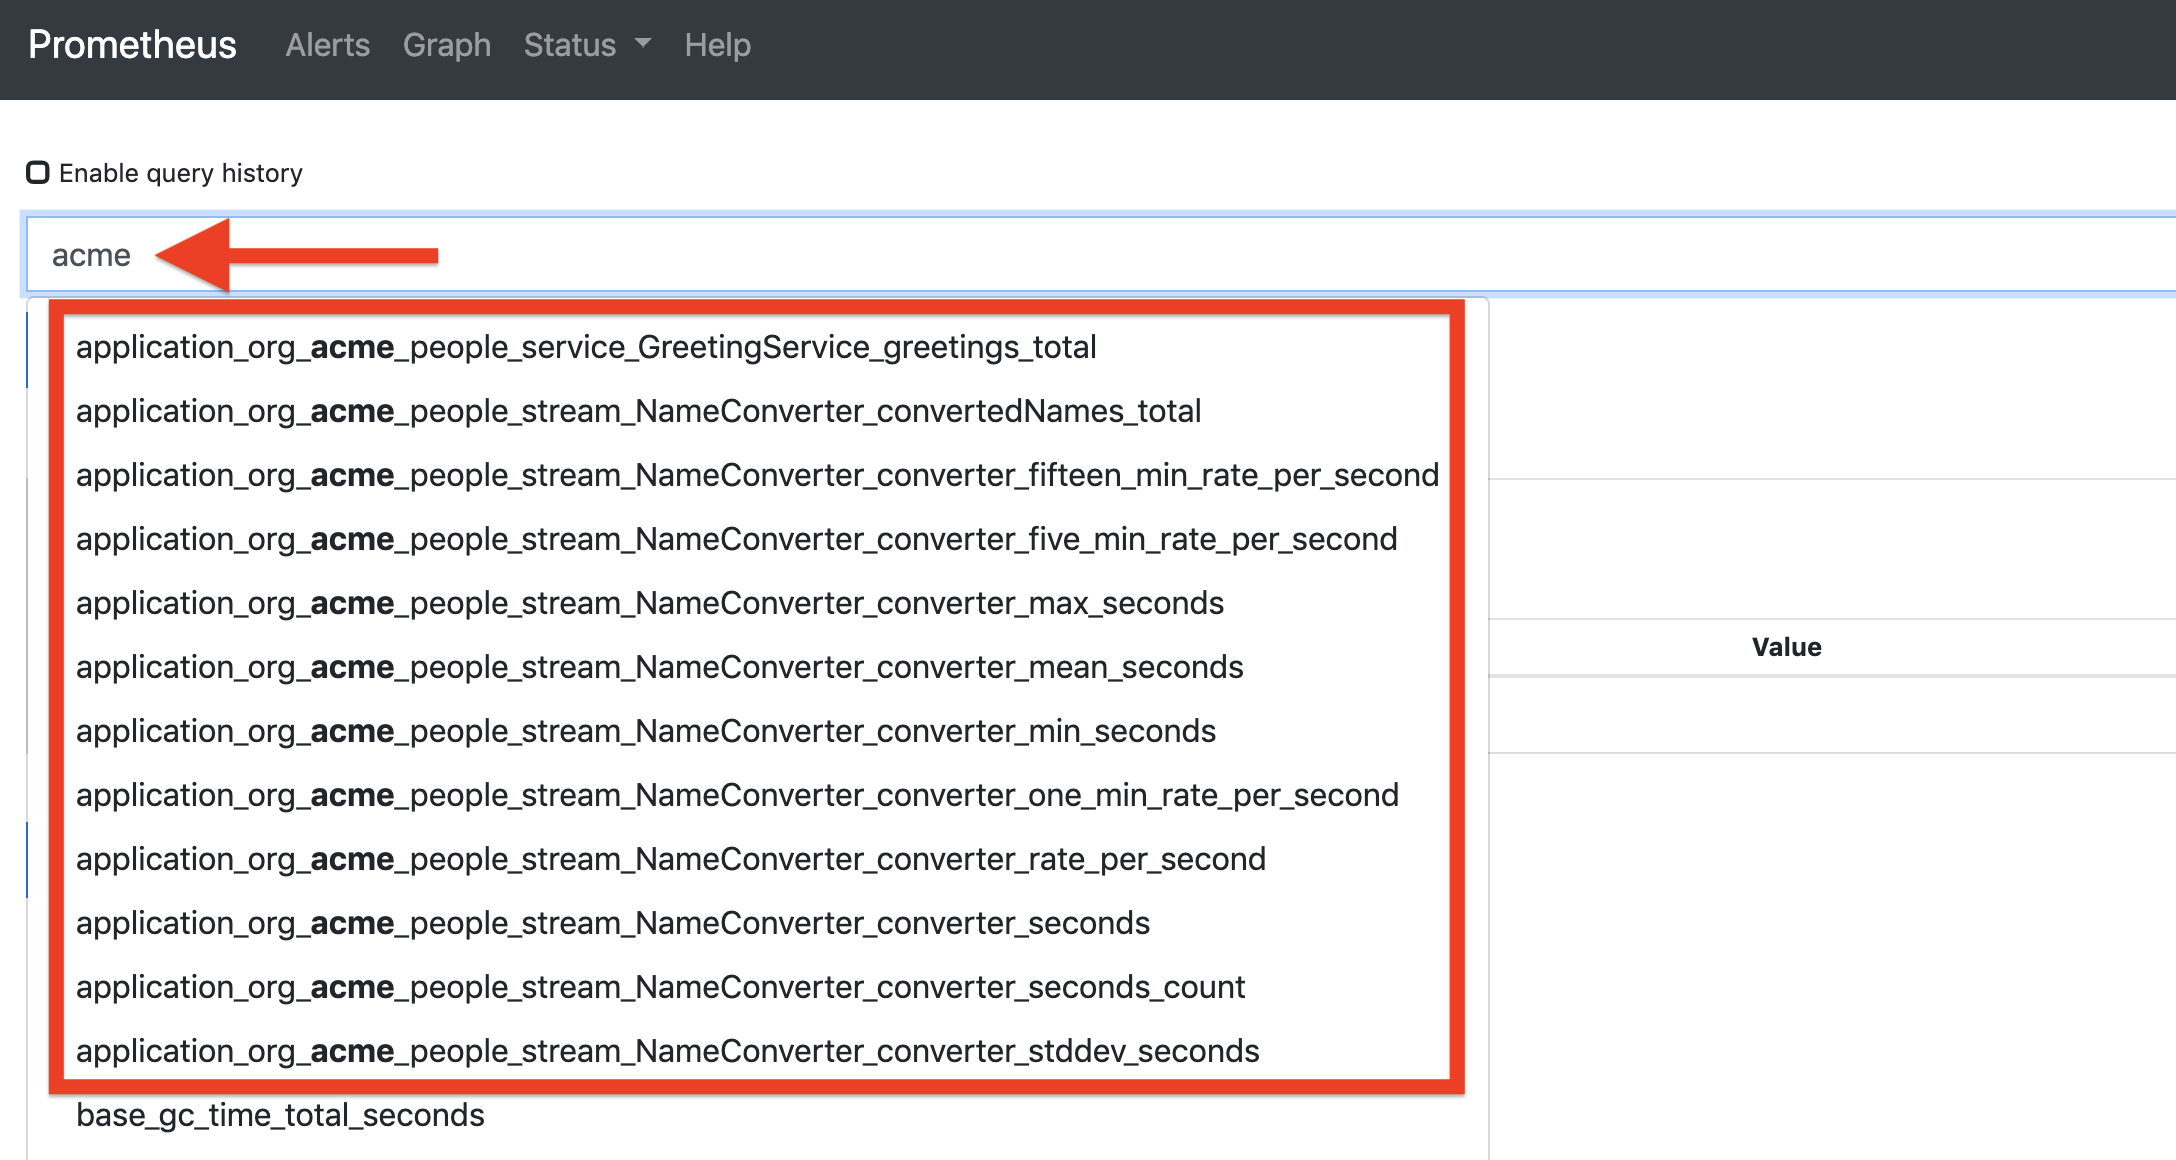 Prometheus Alerts Graph Status Help
Enable query history
acme
application_org_acme_people_service_GreetingService_greetings_total
application_org_acme_people_stream_NameConverter_convertedNames_total
application_org_acme_people_stream_NameConverter_converter_fifteen_min_rate_per_second
application_org_acme_people_stream_NameConverter_converter_five_min_rate_per_second
application_org_acme_people_stream_NameConverter_converter_max_seconds
Value
application_org_acme_people_stream_NameConverter_converter_mean_seconds
application_org_acme_people_stream_NameConverter_converter_min_seconds
application_org_acme_people_stream_NameConverter_converter_one_min_rate_per_second
application_org_acme_people_stream_NameConverter_converter_rate_per_second
application_org_acme_people_stream_NameConverter_converter_seconds
application_org_acme_people_stream_NameConverter_converter_seconds_count
application_org_acme_people_stream_NameConverter_converter_stddev_seconds
base_gc_time_total_seconds